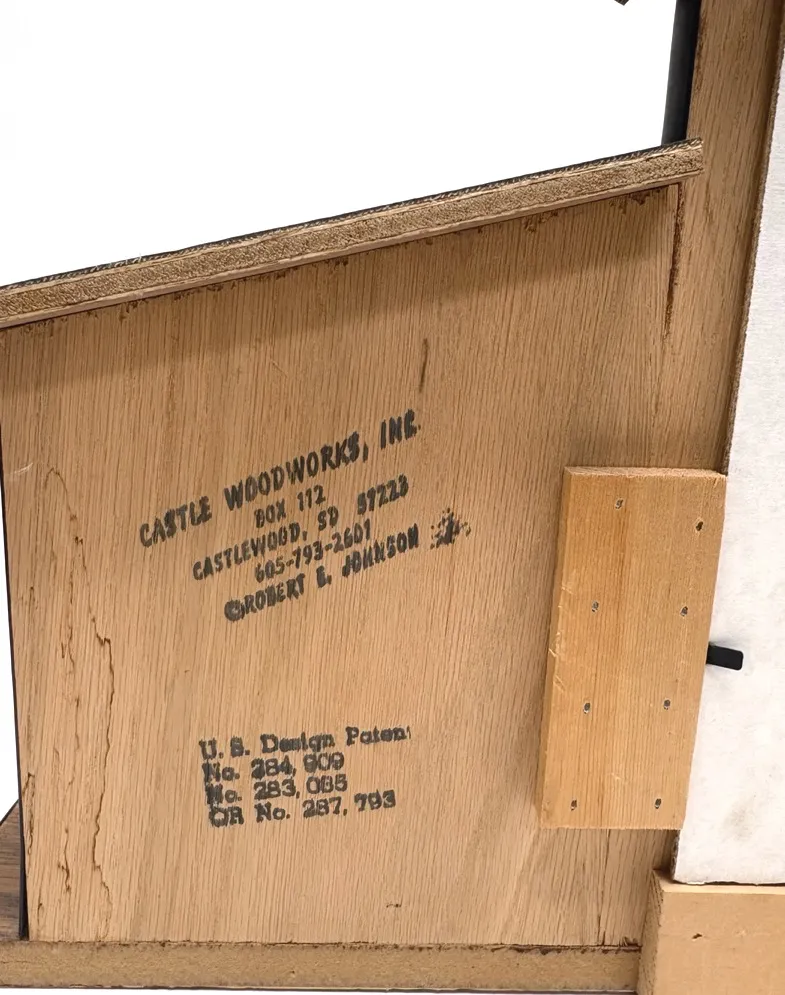 CASTLE WOODWORKS, INC.
BOX 112
CASTLEWOOD, SD 57223
605-793-2601
©ROBERT E. JOHNSON
U. S. Design Patent
No. 284, 909
No. 283, 085
OR No. 287, 793